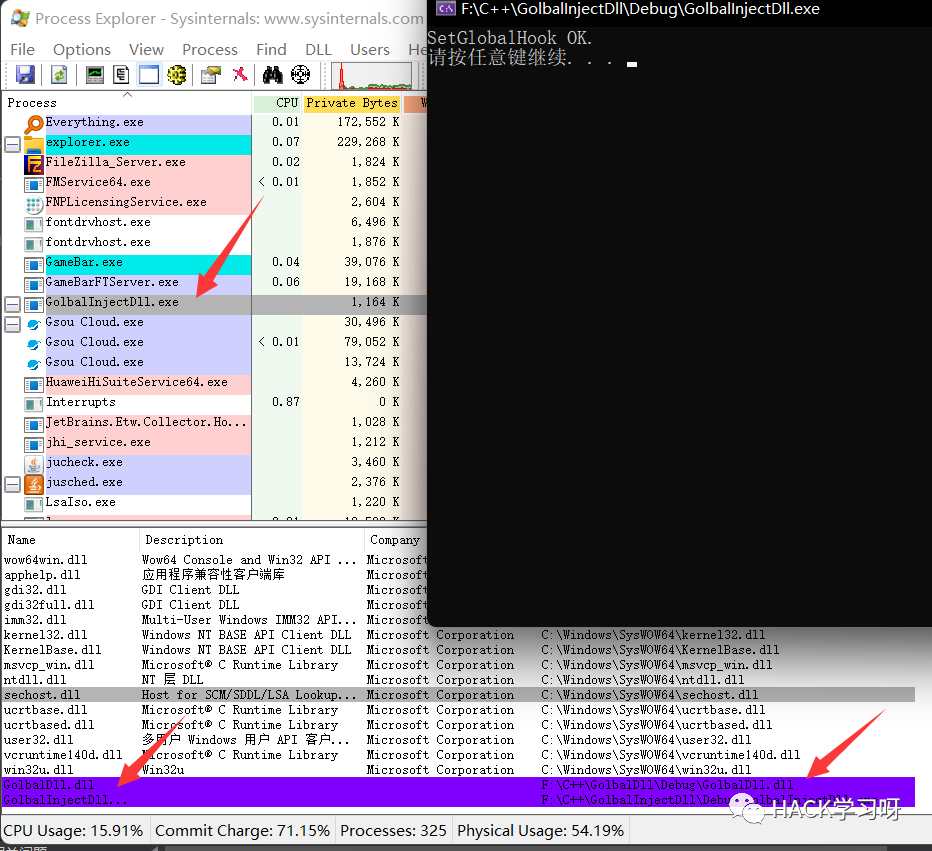 Process Explorer - Sysinternals: www.sysinternals.com
F:\C++\GolbalInjectDll\Debug\GolbalInjectDll.exe
File Options View Process Find DLL Users He
SetGlobalHook OK.
请按任意键继续. . .
Process CPU Private Bytes W
Everything.exe 0.01 172,552 K
explorer.exe 0.07 229,268 K
FileZilla_Server.exe 0.02 1,824 K
FMService64.exe < 0.01 1,852 K
FNPLicensingService.exe 2,604 K
fontdrvhost.exe 6,496 K
fontdrvhost.exe 1,876 K
GameBar.exe 0.04 39,076 K
GameBarFTServer.exe 0.06 19,168 K
GolbalInjectDll.exe 1,164 K
Gsou Cloud.exe 30,496 K
Gsou Cloud.exe < 0.01 79,052 K
Gsou Cloud.exe 13,724 K
HuaweiHiSuiteService64.exe 4,260 K
Interrupts 0.87 0 K
JetBrains.Etw.Collector.Ho... 1,028 K
jhi_service.exe 1,212 K
jucheck.exe 3,460 K
jusched.exe 2,376 K
LsaIso.exe 1,220 K
Name Description Company
wow64win.dll Wow64 Console and Win32 API ... Microsoft
apphelp.dll 应用程序兼容性客户端库 Microsoft
gdi32.dll GDI Client DLL Microsoft
gdi32full.dll GDI Client DLL Microsoft
imm32.dll Multi-User Windows IMM32 API... Microsoft
kernel32.dll Windows NT BASE API Client DLL Microsoft Corporation C:\Windows\SysWOW64\kernel32.dll
KernelBase.dll Windows NT BASE API Client DLL Microsoft Corporation C:\Windows\SysWOW64\KernelBase.dll
msvcp_win.dll Microsoft® C Runtime Library Microsoft Corporation C:\Windows\SysWOW64\msvcp_win.dll
ntdll.dll NT 层 DLL Microsoft Corporation C:\Windows\SysWOW64\ntdll.dll
sechost.dll Host for SCM/SDDL/LSA Lookup... Microsoft Corporation C:\Windows\SysWOW64\sechost.dll
ucrtbase.dll Microsoft® C Runtime Library Microsoft Corporation C:\Windows\SysWOW64\ucrtbase.dll
ucrtbased.dll Microsoft® C Runtime Library Microsoft Corporation C:\Windows\SysWOW64\ucrtbased.dll
user32.dll 多用户 Windows 用户 API 客户... Microsoft Corporation C:\Windows\SysWOW64\user32.dll
vcruntime140d.dll Microsoft® C Runtime Library Microsoft Corporation C:\Windows\SysWOW64\vcruntime140d.dll
win32u.dll Win32u Microsoft Corporation C:\Windows\SysWOW64\win32u.dll
GolbalDll.dll F:\C++\GolbalDll\Debug\GolbalDll.dll
GolbalInjectDll... F:\C++\GolbalInjectDll\Debug\GolbalInjectDll.exe
HACK学习呀
CPU Usage: 15.91% Commit Charge: 71.15% Processes: 325 Physical Usage: 54.19%